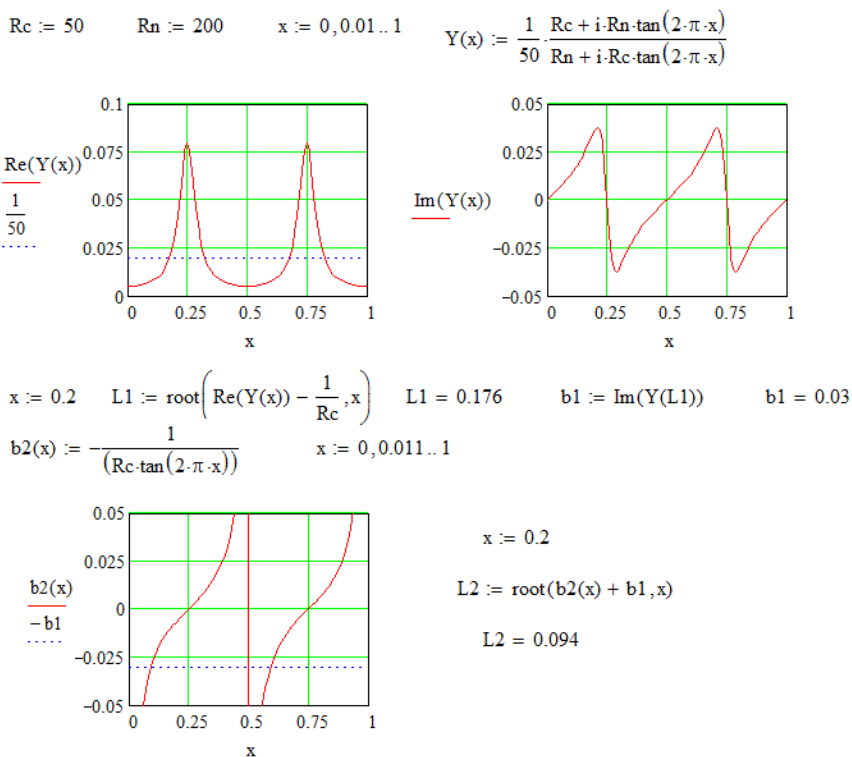 Rc := 50 Rn := 200 x := 0,0.01..1 Y(x) := 1/50·(Rc + i·Rn·tan(2·π·x))/(Rn + i·Rc·tan(2·π·x))
Re(Y(x))
1/50
0.1
0.075
0.05
0.025
0
0 0.25 0.5 0.75 1
x
Im(Y(x))
0.05
0.025
0
−0.025
−0.05
0 0.25 0.5 0.75 1
x
x := 0.2 L1 := root(Re(Y(x)) − 1/Rc, x) L1 = 0.176 b1 := Im(Y(L1)) b1 = 0.03
b2(x) := −1/(Rc·tan(2·π·x)) x := 0,0.011..1
b2(x)
−b1
0.05
0.025
0
−0.025
−0.05
0 0.25 0.5 0.75 1
x
x := 0.2
L2 := root(b2(x) + b1, x)
L2 = 0.094